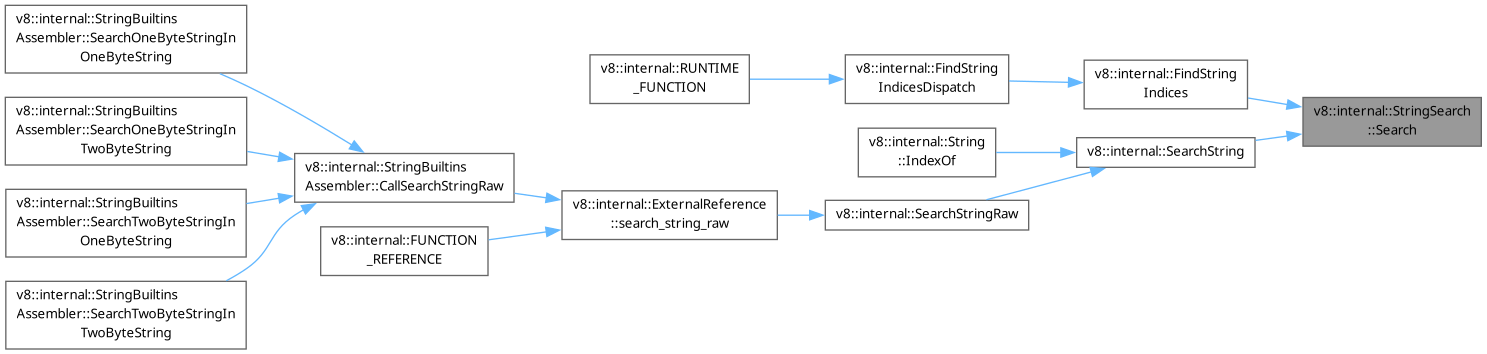 v8::internal::StringBuiltins
Assembler::SearchOneByteStringIn
OneByteString
v8::internal::StringBuiltins
Assembler::SearchOneByteStringIn
TwoByteString
v8::internal::StringBuiltins
Assembler::SearchTwoByteStringIn
OneByteString
v8::internal::StringBuiltins
Assembler::SearchTwoByteStringIn
TwoByteString
v8::internal::StringBuiltins
Assembler::CallSearchStringRaw
v8::internal::FUNCTION
_REFERENCE
v8::internal::RUNTIME
_FUNCTION
v8::internal::ExternalReference
::search_string_raw
v8::internal::FindString
IndicesDispatch
v8::internal::String
::IndexOf
v8::internal::SearchStringRaw
v8::internal::FindString
Indices
v8::internal::SearchString
v8::internal::StringSearch
::Search